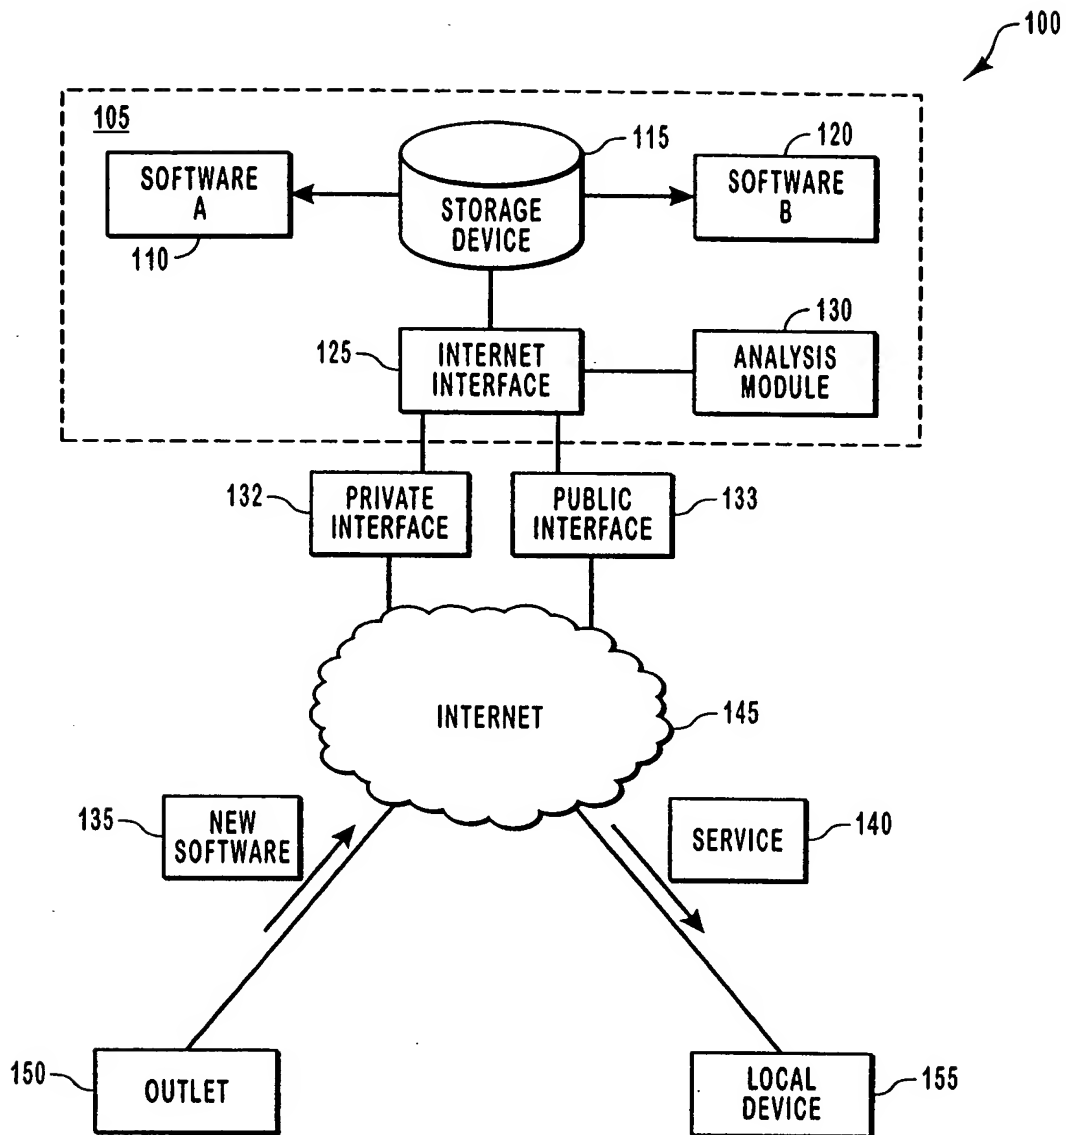 100
105
SOFTWARE
A
110
STORAGE
DEVICE
115
120
SOFTWARE
B
125
INTERNET
INTERFACE
130
ANALYSIS
MODULE
132
PRIVATE
INTERFACE
PUBLIC
INTERFACE
133
INTERNET
145
135
NEW
SOFTWARE
SERVICE
140
150
OUTLET
LOCAL
DEVICE
155